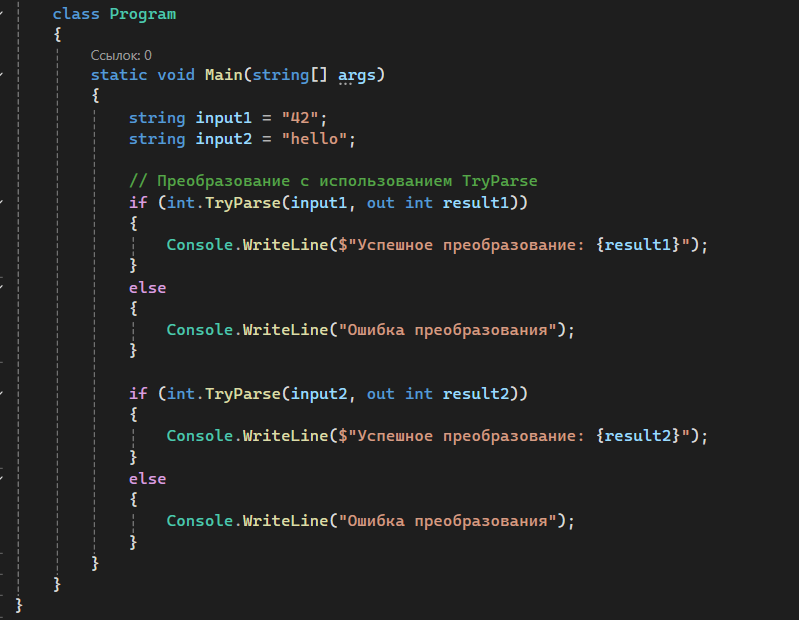 class Program
{
Ссылок: 0
static void Main(string[] args)
{
string input1 = "42";
string input2 = "hello";
// Преобразование с использованием TryParse
if (int.TryParse(input1, out int result1))
{
Console.WriteLine($"Успешное преобразование: {result1}");
}
else
{
Console.WriteLine("Ошибка преобразования");
}
if (int.TryParse(input2, out int result2))
{
Console.WriteLine($"Успешное преобразование: {result2}");
}
else
{
Console.WriteLine("Ошибка преобразования");
}
}
}
}